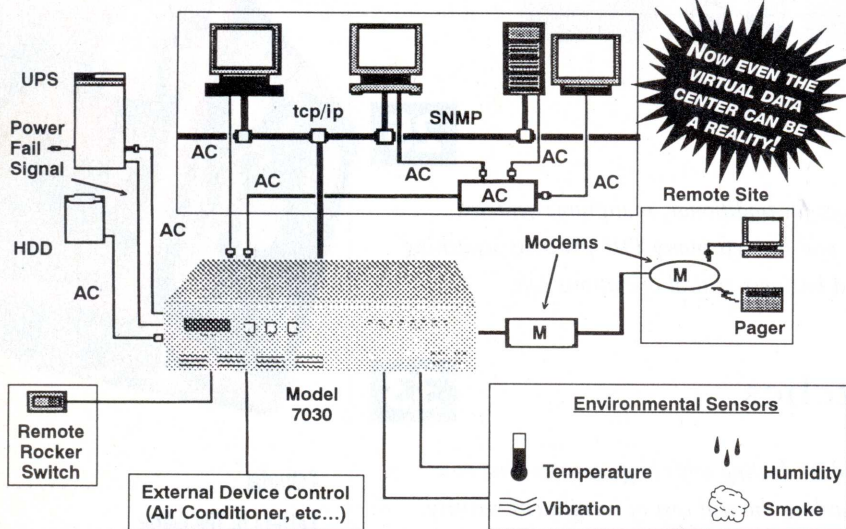 NOW EVEN THE
VIRTUAL DATA
CENTER CAN BE
A REALITY!
UPS
Power
Fail
Signal
HDD
AC
AC
tcp/ip
SNMP
AC
AC
AC
AC
AC
Remote Site
Modems
M
M
Pager
Model
7030
Remote
Rocker
Switch
External Device Control
(Air Conditioner, etc...)
Environmental Sensors
Temperature
Humidity
Vibration
Smoke